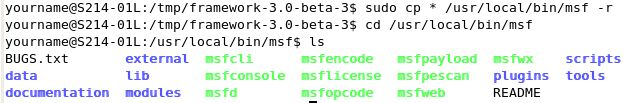 yourname@S214-01L:/tmp/framework-3.0-beta-3$ sudo cp * /usr/local/bin/msf -r
yourname@S214-01L:/tmp/framework-3.0-beta-3$ cd /usr/local/bin/msf
yourname@S214-01L:/usr/local/bin/msf$ ls
BUGS.txt external msfcli msfencode msfpayload msfwx scripts
data lib msfconsole msflicense msfpescan plugins tools
documentation modules msfd msfopcode msfweb README